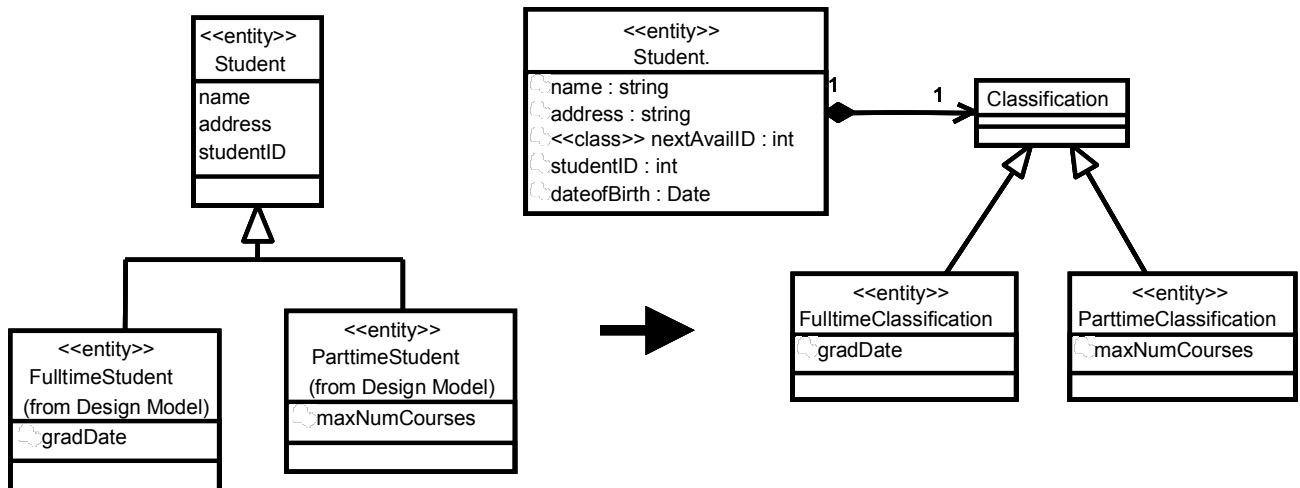 <<entity>>
Student
name
address
studentID
<<entity>>
FulltimeStudent
(from Design Model)
gradDate
<<entity>>
ParttimeStudent
(from Design Model)
maxNumCourses
<<entity>>
Student.
name : string
address : string
<<class>> nextAvailID : int
studentID : int
dateofBirth : Date
1
1
Classification
<<entity>>
FulltimeClassification
gradDate
<<entity>>
ParttimeClassification
maxNumCourses